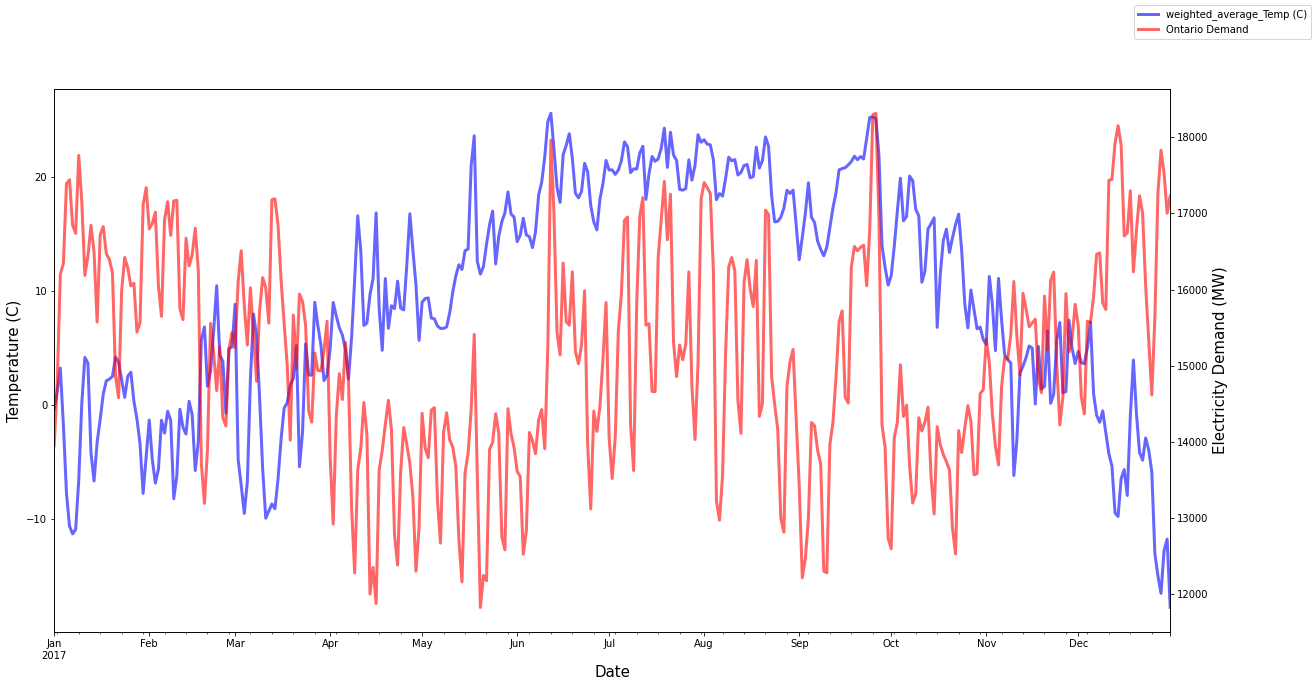 weighted_average_Temp (C)
Ontario Demand
Temperature (C)
20
10
0
−10
18000
17000
16000
15000
14000
13000
12000
Electricity Demand (MW)
Jan Feb Mar Apr May Jun Jul Aug Sep Oct Nov Dec
2017
Date